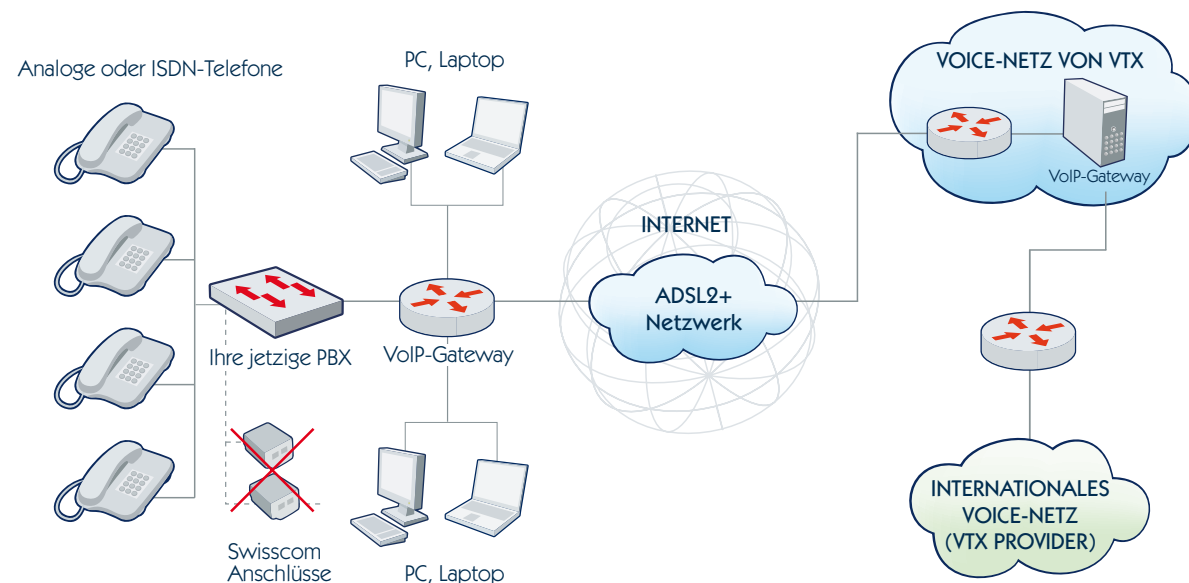 Analoge oder ISDN-Telefone
PC, Laptop
VOICE-NETZ VON VTX
VoIP-Gateway
INTERNET
ADSL2+
Netzwerk
Ihre jetzige PBX
VoIP-Gateway
Swisscom
Anschlüsse
PC, Laptop
INTERNATIONALES
VOICE-NETZ
(VTX PROVIDER)